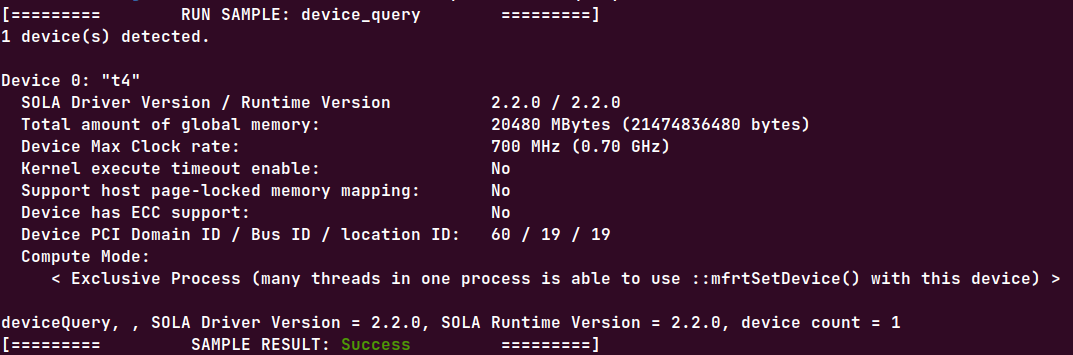 [=========        RUN SAMPLE: device_query        =========]
1 device(s) detected.
Device 0: "t4"
  SOLA Driver Version / Runtime Version          2.2.0 / 2.2.0
  Total amount of global memory:                 20480 MBytes (21474836480 bytes)
  Device Max Clock rate:                         700 MHz (0.70 GHz)
  Kernel execute timeout enable:                 No
  Support host page-locked memory mapping:       No
  Device has ECC support:                        No
  Device PCI Domain ID / Bus ID / location ID:   60 / 19 / 19
  Compute Mode:
     < Exclusive Process (many threads in one process is able to use ::mfrtSetDevice() with this device) >
deviceQuery, , SOLA Driver Version = 2.2.0, SOLA Runtime Version = 2.2.0, device count = 1
[=========         SAMPLE RESULT: Success         =========]